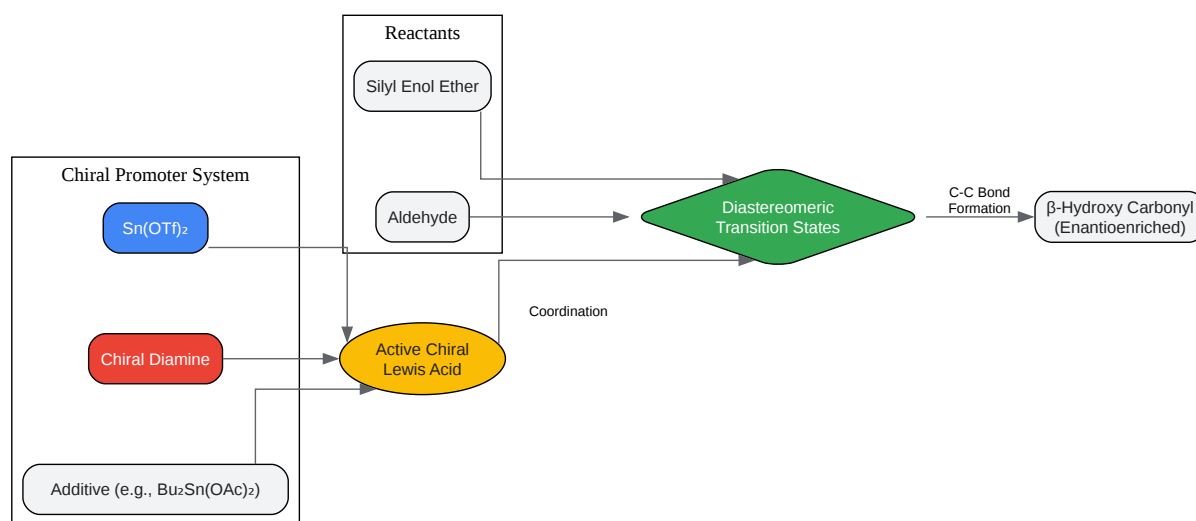 Reactants
Silyl Enol Ether
Aldehyde
Chiral Promoter System
Sn(OTf)₂
Chiral Diamine
Additive (e.g., Bu₂Sn(OAc)₂)
Active Chiral
Lewis Acid
Coordination
Diastereomeric
Transition States
C-C Bond
Formation
β-Hydroxy Carbonyl
(Enantioenriched)